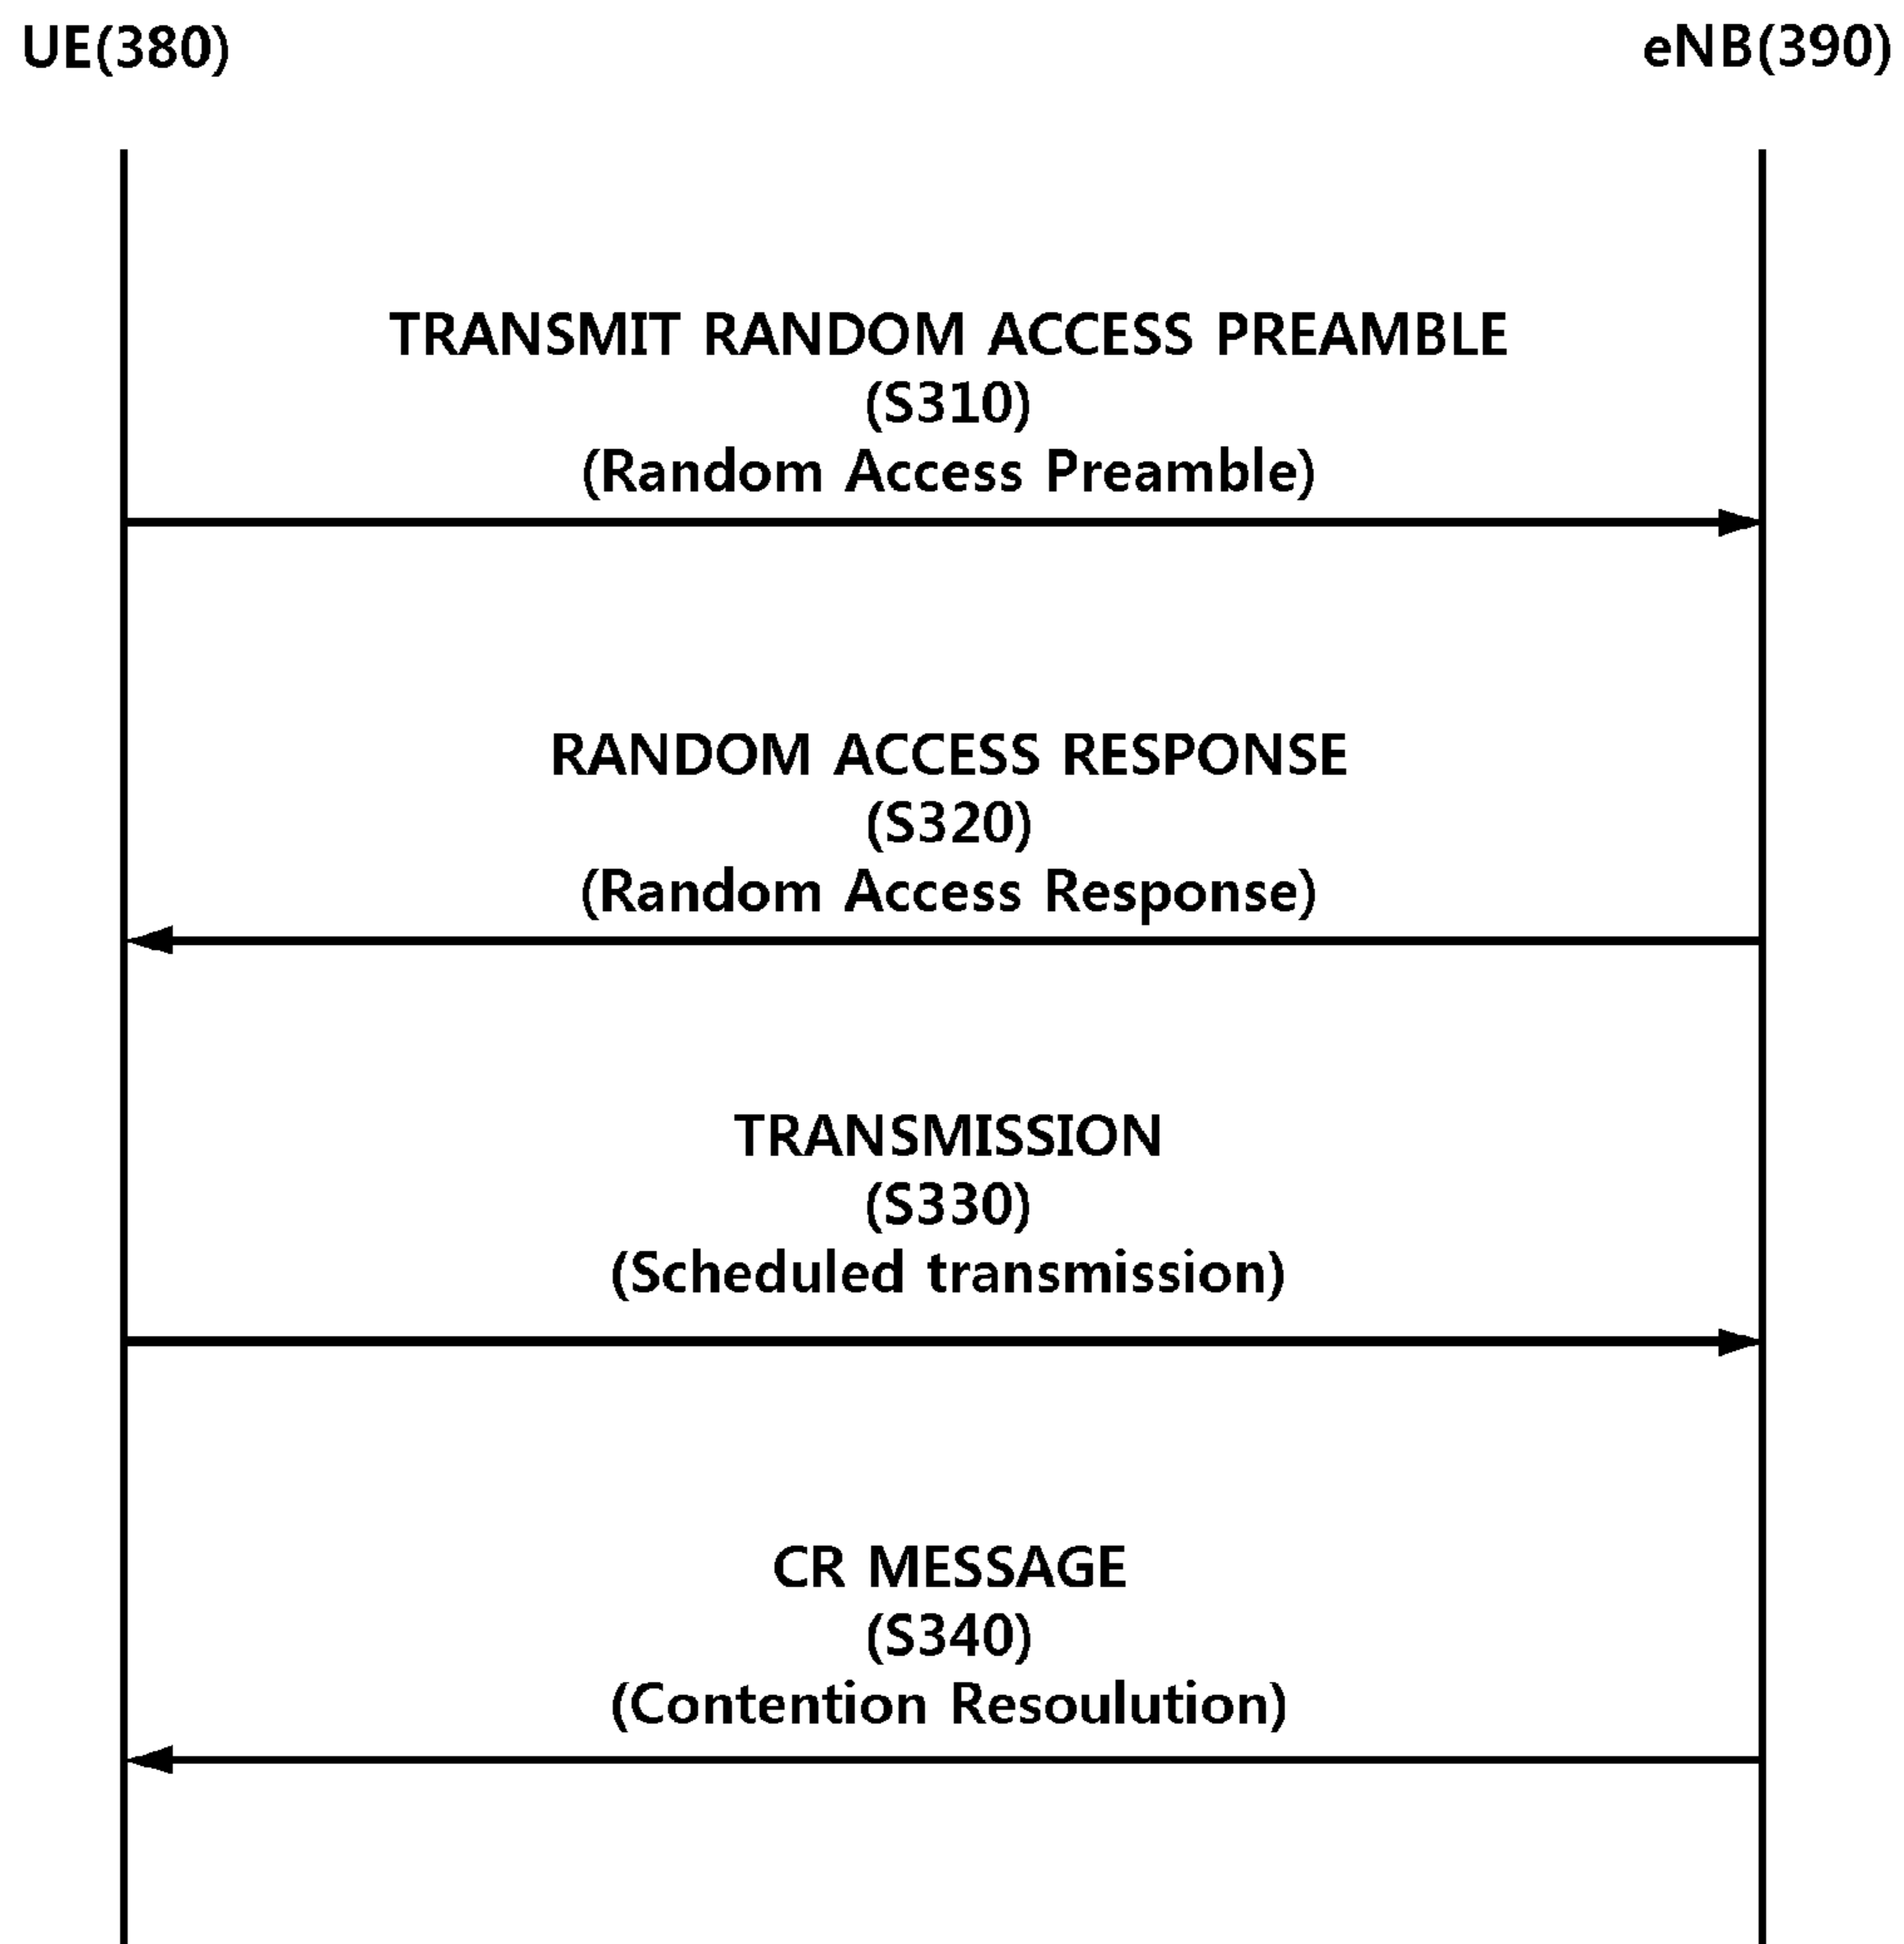 UE(380)
eNB(390)
TRANSMIT RANDOM ACCESS PREAMBLE
(S310)
(Random Access Preamble)
RANDOM ACCESS RESPONSE
(S320)
(Random Access Response)
TRANSMISSION
(S330)
(Scheduled transmission)
CR MESSAGE
(S340)
(Contention Resoulution)